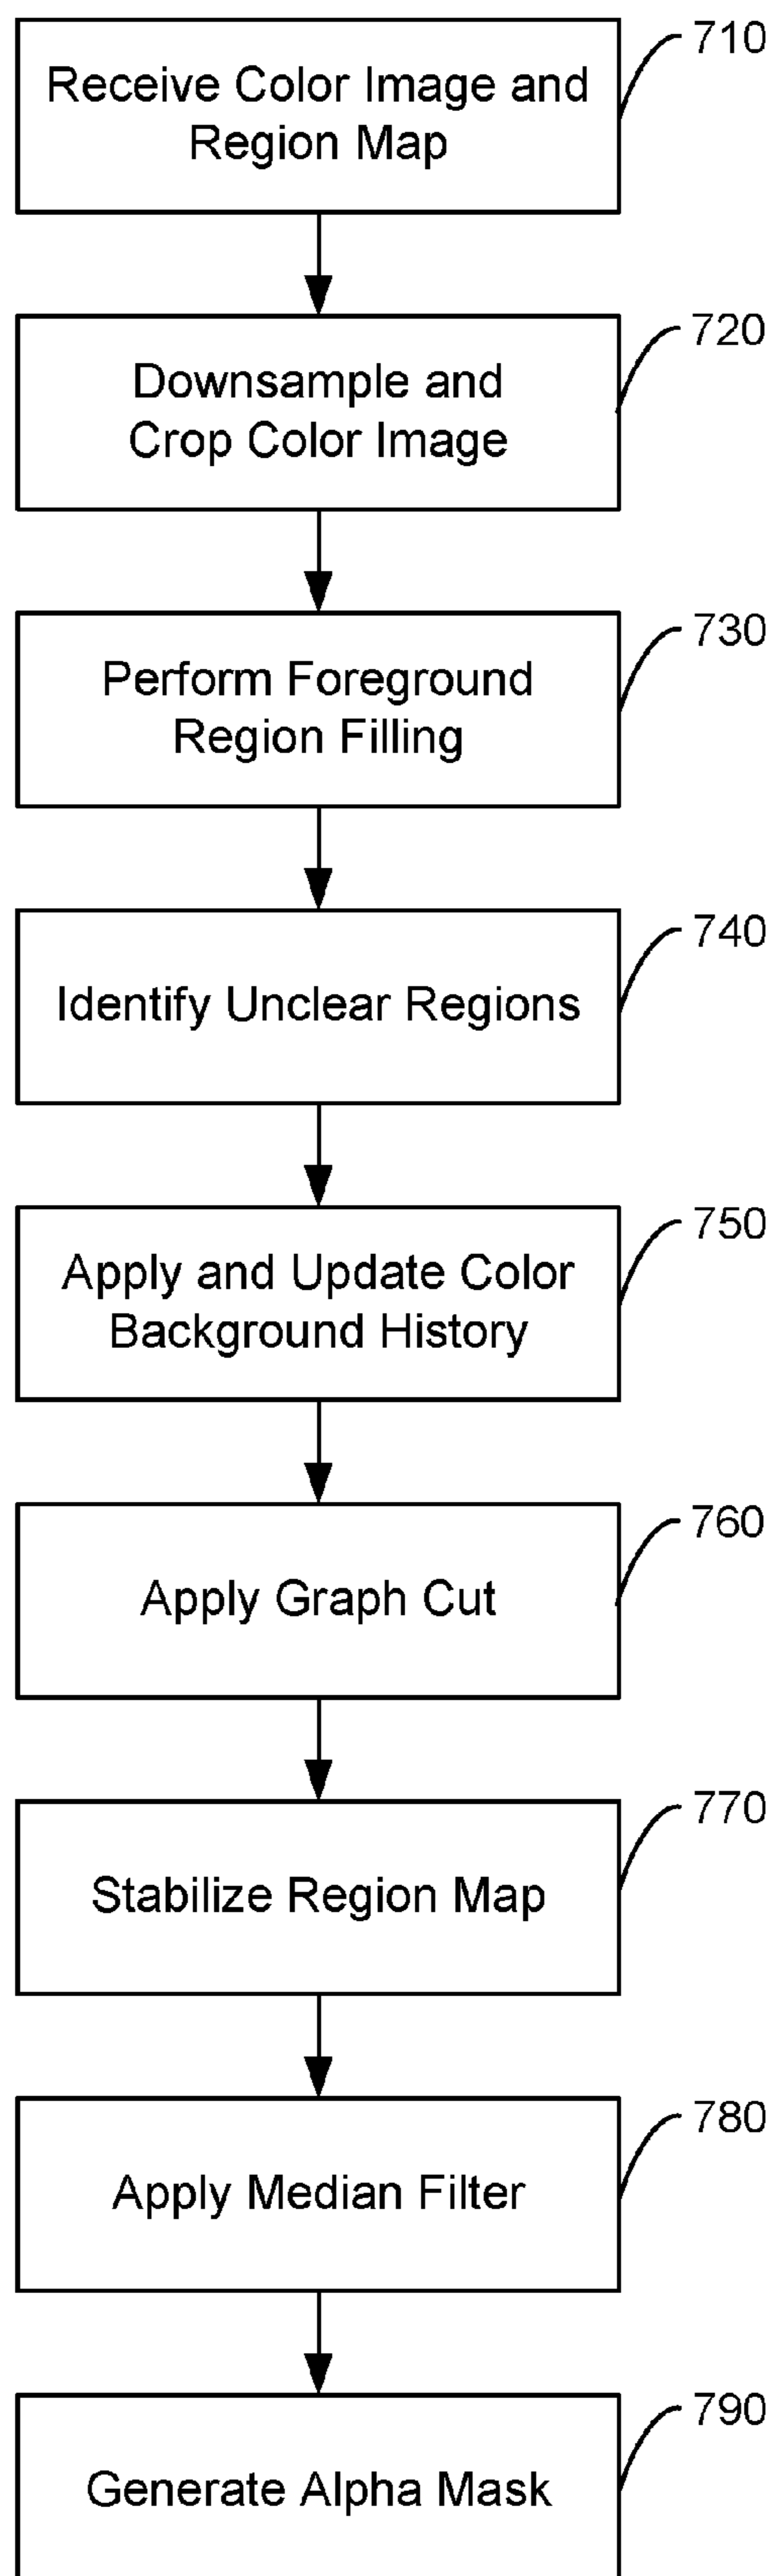 710
Receive Color Image and
Region Map
720
Downsample and
Crop Color Image
730
Perform Foreground
Region Filling
740
Identify Unclear Regions
750
Apply and Update Color
Background History
760
Apply Graph Cut
770
Stabilize Region Map
780
Apply Median Filter
790
Generate Alpha Mask